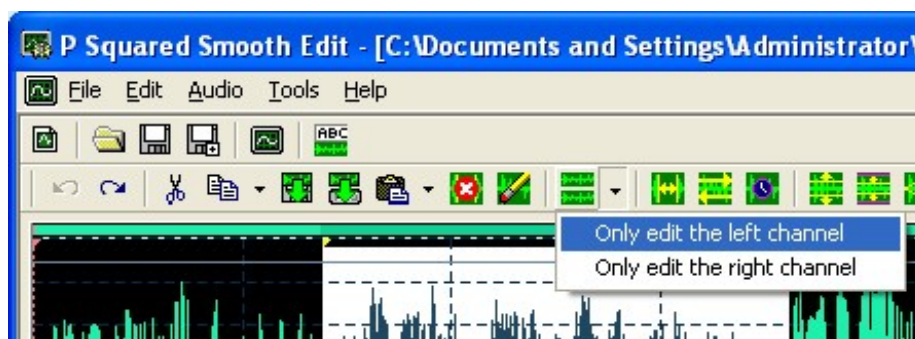 P Squared Smooth Edit - [C:\Documents and Settings\Administrator\
File Edit Audio Tools Help
ABC
Only edit the left channel
Only edit the right channel